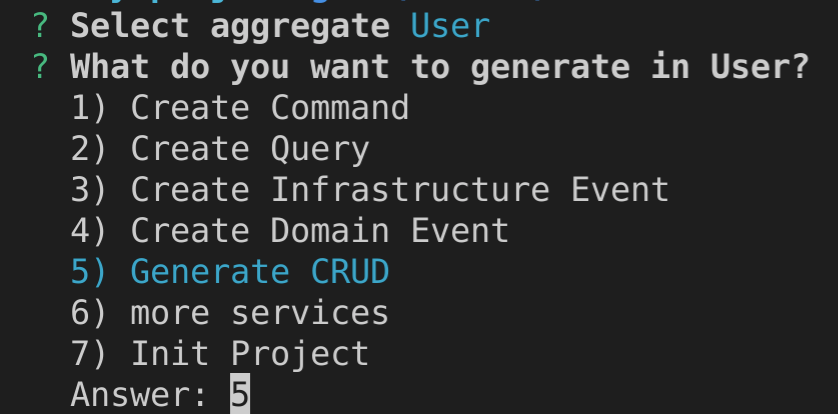 ? Select aggregate User
? What do you want to generate in User?
1) Create Command
2) Create Query
3) Create Infrastructure Event
4) Create Domain Event
5) Generate CRUD
6) more services
7) Init Project
Answer: 5